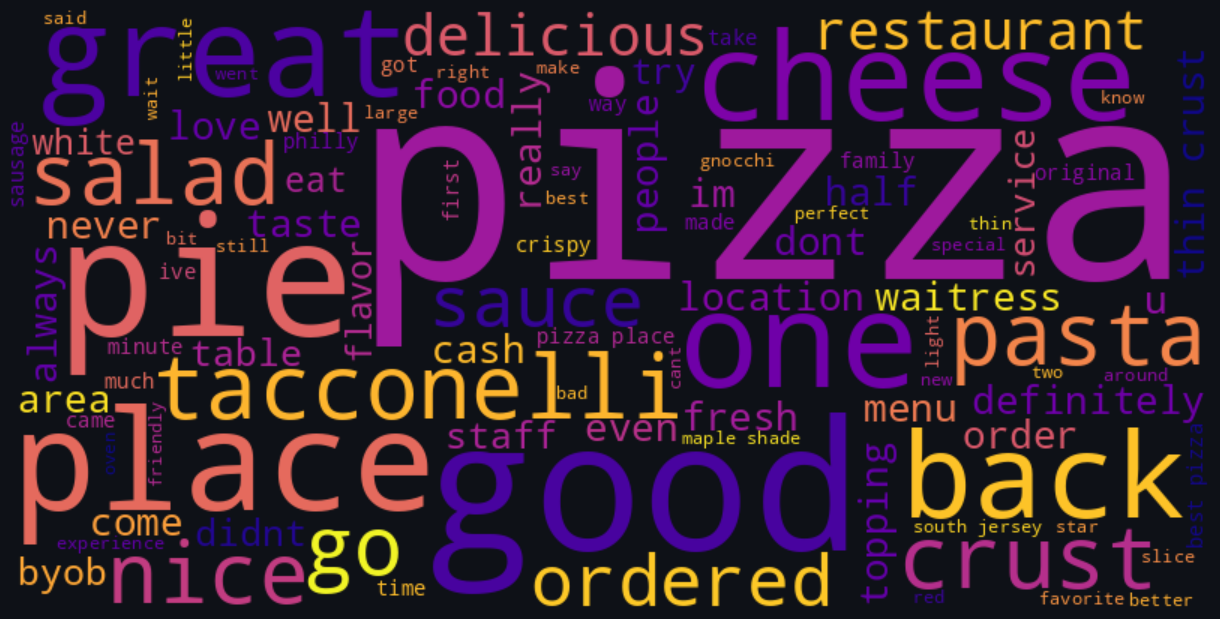 said
great
little
delicious
take
restaurant
wait
went
got
right
make
try
cheese
know
thin crust
large
food
really
way
people
love
well
white
philly
sausage
salad
eat
pizza
first
say
best
gnocchi
family
original
service
im
half
made
perfect
thin
dont
special
never
taste
bit
still
crispy
pie
ive
flavor
always
sauce
location
waitress
u
minute
table
cash
pizza place
cant
one
light
pasta
much
tacconelli
bad
new
two
around
area
came
friendly
oven
fresh
menu
definitely
staff
even
maple shade
order
place
good
topping
back
best pizza
come
didnt
south jersey
star
experience
go
crust
slice
byob
nice
time
ordered
red
favorite
better